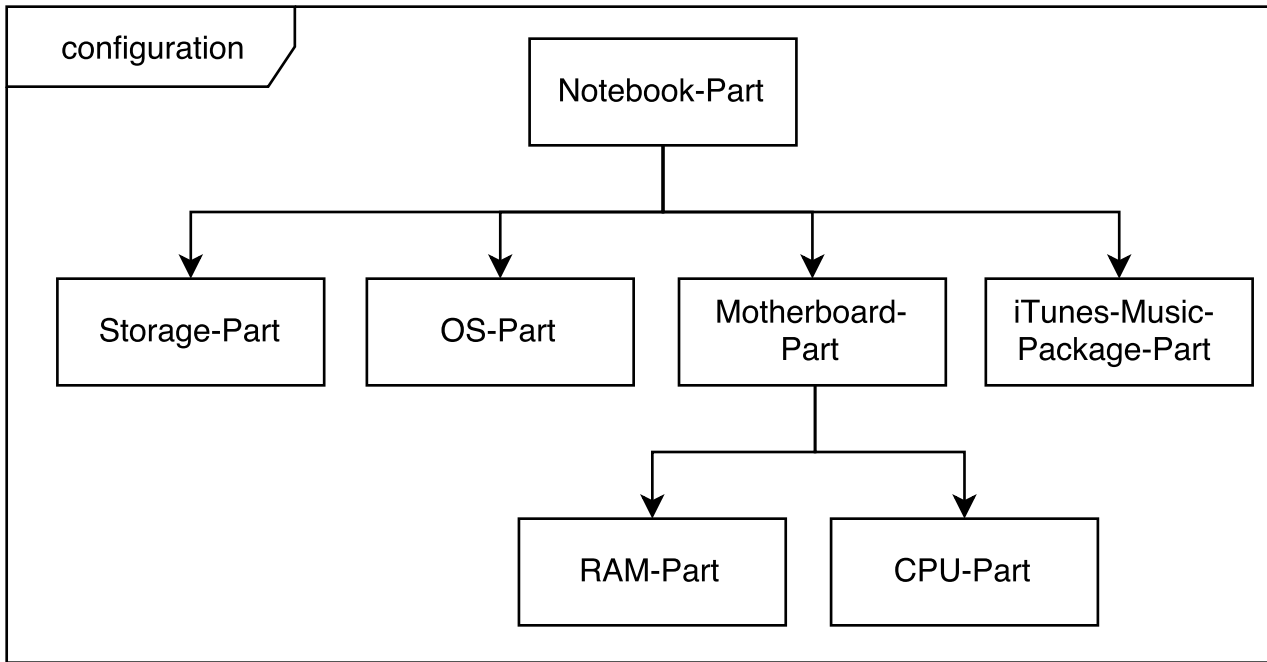 configuration
Notebook-Part
Storage-Part
OS-Part
Motherboard-
Part
iTunes-Music-
Package-Part
RAM-Part
CPU-Part